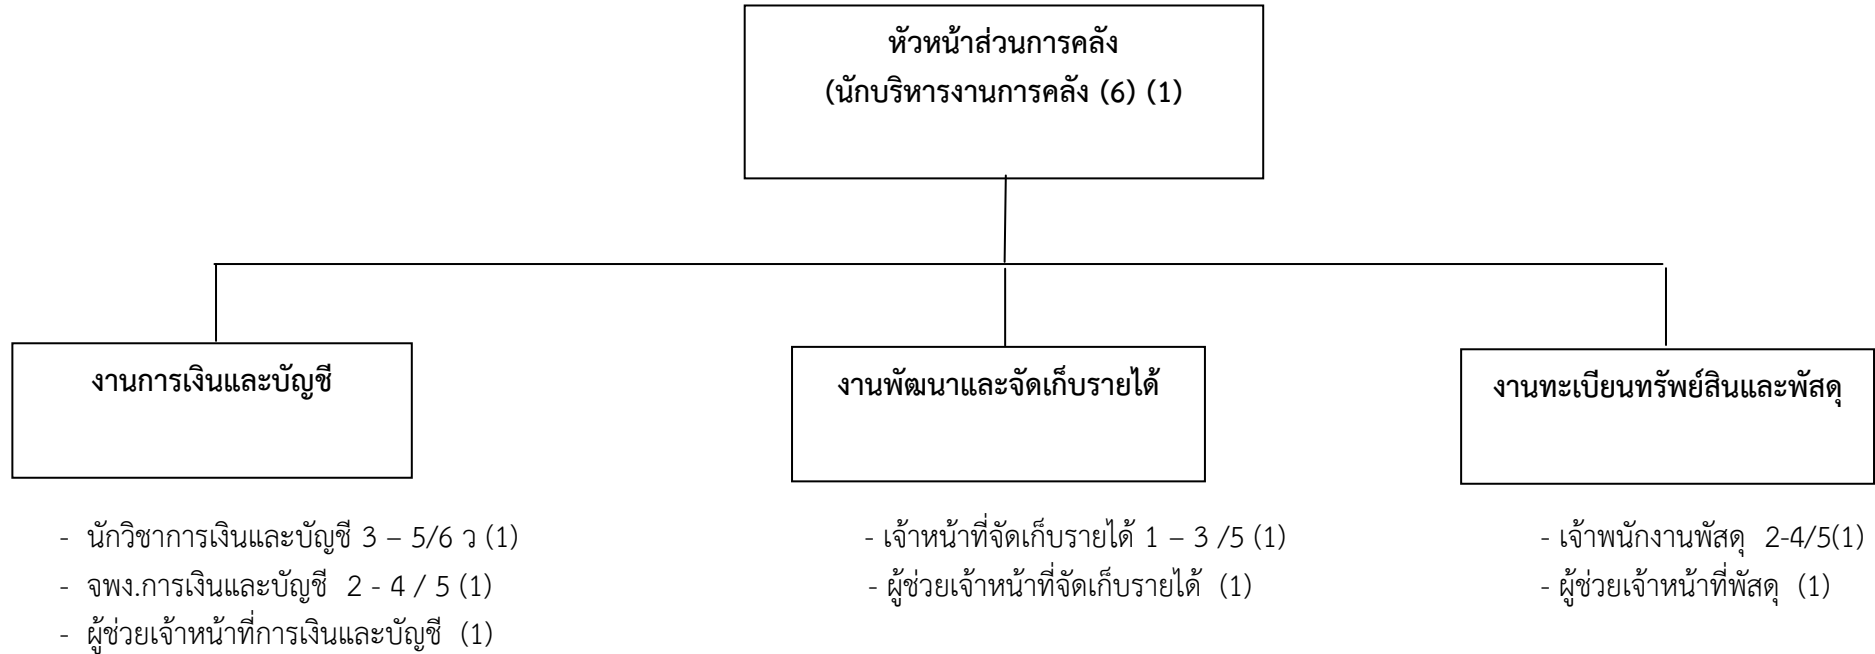 หัวหน้าส่วนการคลัง
(นักบริหารงานการคลัง (6) (1)
งานการเงินและบัญชี
- นักวิชาการเงินและบัญชี 3 – 5/6 ว (1)
- จพง.การเงินและบัญชี 2 - 4 / 5 (1)
- ผู้ช่วยเจ้าหน้าที่การเงินและบัญชี (1)
งานพัฒนาและจัดเก็บรายได้
- เจ้าหน้าที่จัดเก็บรายได้ 1 – 3 /5 (1)
- ผู้ช่วยเจ้าหน้าที่จัดเก็บรายได้ (1)
งานทะเบียนทรัพย์สินและพัสดุ
- เจ้าพนักงานพัสดุ 2-4/5(1)
- ผู้ช่วยเจ้าหน้าที่พัสดุ (1)